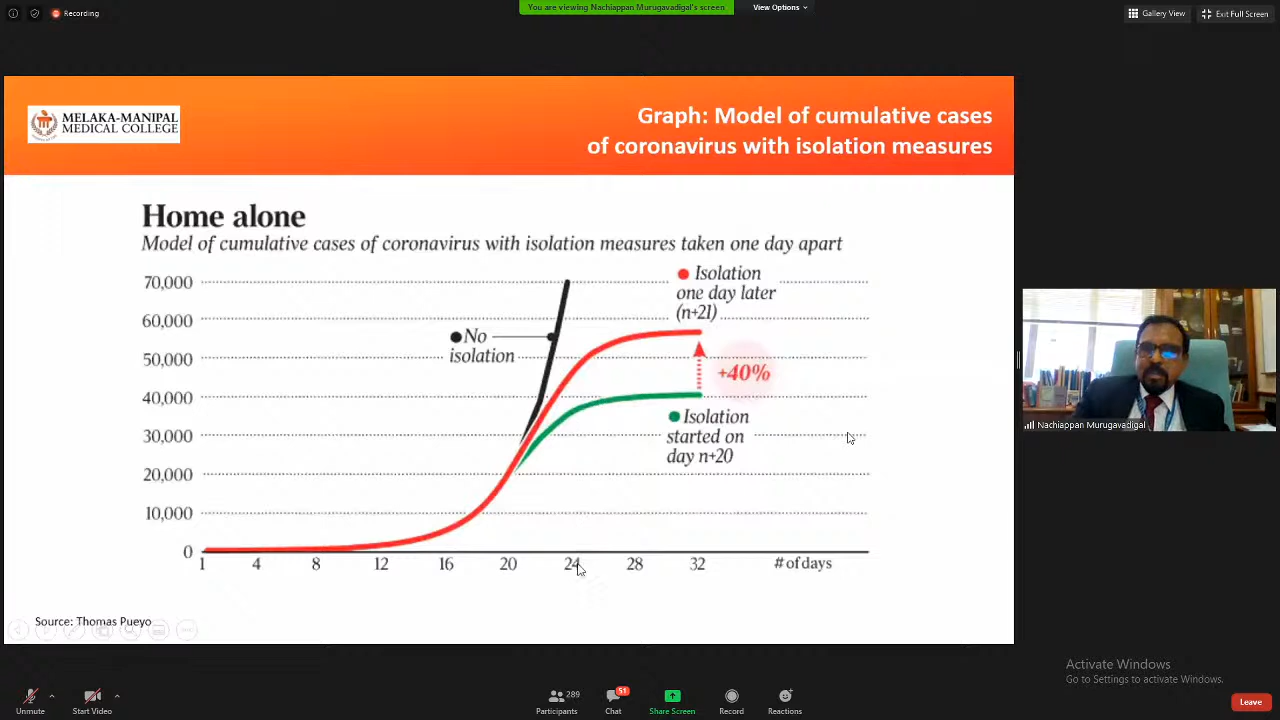 Recording
You are viewing Nachiappan Murugavadigal's screen
View Options
Gallery View
Exit Full Screen
MELAKA-MANIPAL
MEDICAL COLLEGE
Graph: Model of cumulative cases
of coronavirus with isolation measures
Home alone
Model of cumulative cases of coronavirus with isolation measures taken one day apart
70,000
60,000
50,000
40,000
30,000
20,000
10,000
0
No
isolation
Isolation
one day later
(n+21)
+40%
Isolation
started on
day n+20
1 4 8 12 16 20 24 28 32 # of days
Source: Thomas Pueyo
Nachiappan Murugavadigal
Activate Windows
Go to Settings to activate Windows.
Unmute
Start Video
289
Participants
51
Chat
Share Screen
Record
Reactions
Leave